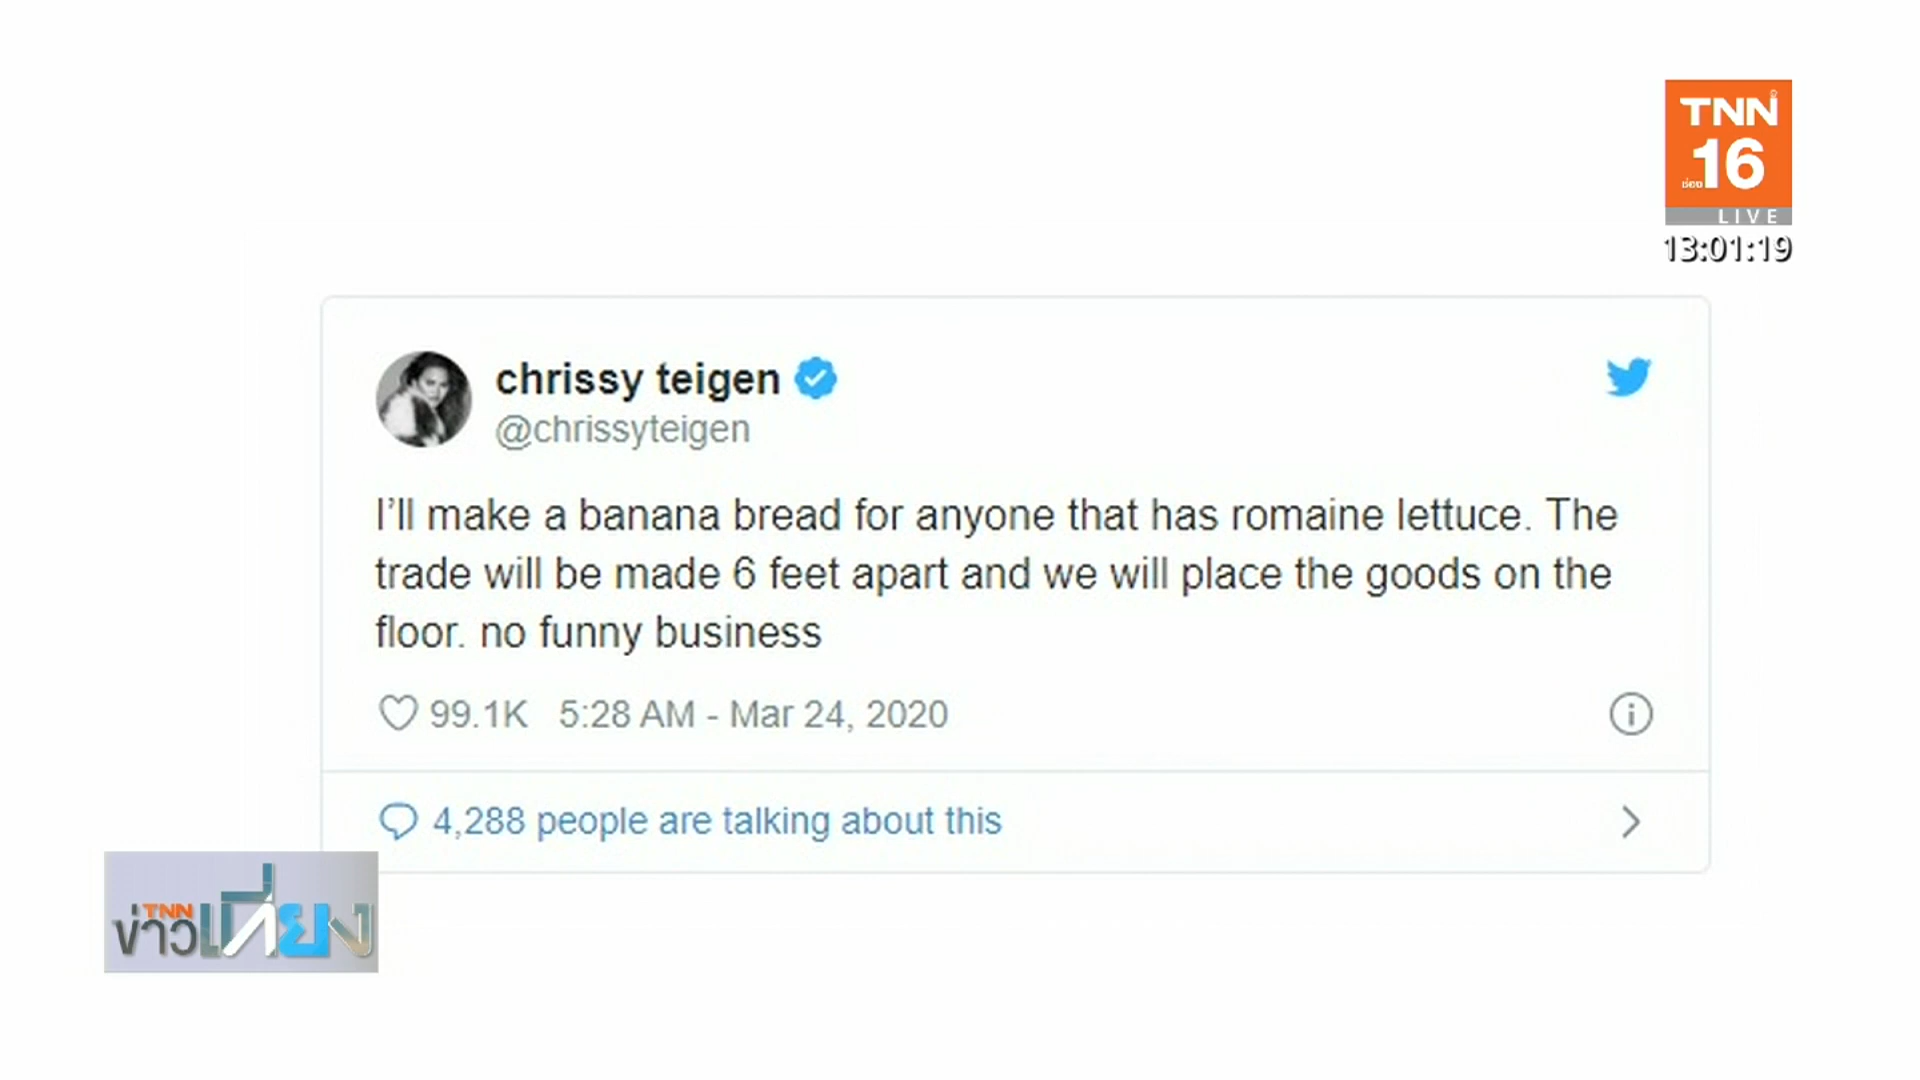 TNN
ช่อง 16
LIVE
13:01:19
chrissy teigen
@chrissyteigen
I’ll make a banana bread for anyone that has romaine lettuce. The
trade will be made 6 feet apart and we will place the goods on the
floor. no funny business
99.1K 5:28 AM - Mar 24, 2020
4,288 people are talking about this
TNN
ข่าวเที่ยง